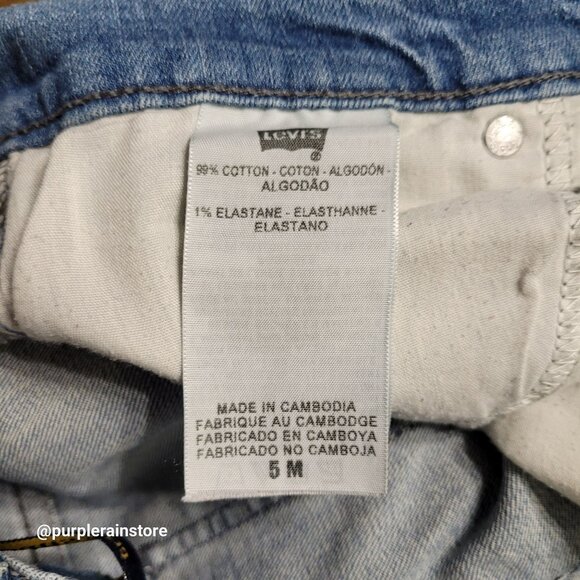 LEVI'S
®
99% COTTON - COTON - ALGODÓN -
ALGODÃO
1% ELASTANE - ELASTHANNE -
ELASTANO
MADE IN CAMBODIA
FABRIQUE AU CAMBODGE
FABRICADO EN CAMBOYA
FABRICADO NO CAMBOJA
5 M
@purplerainstore